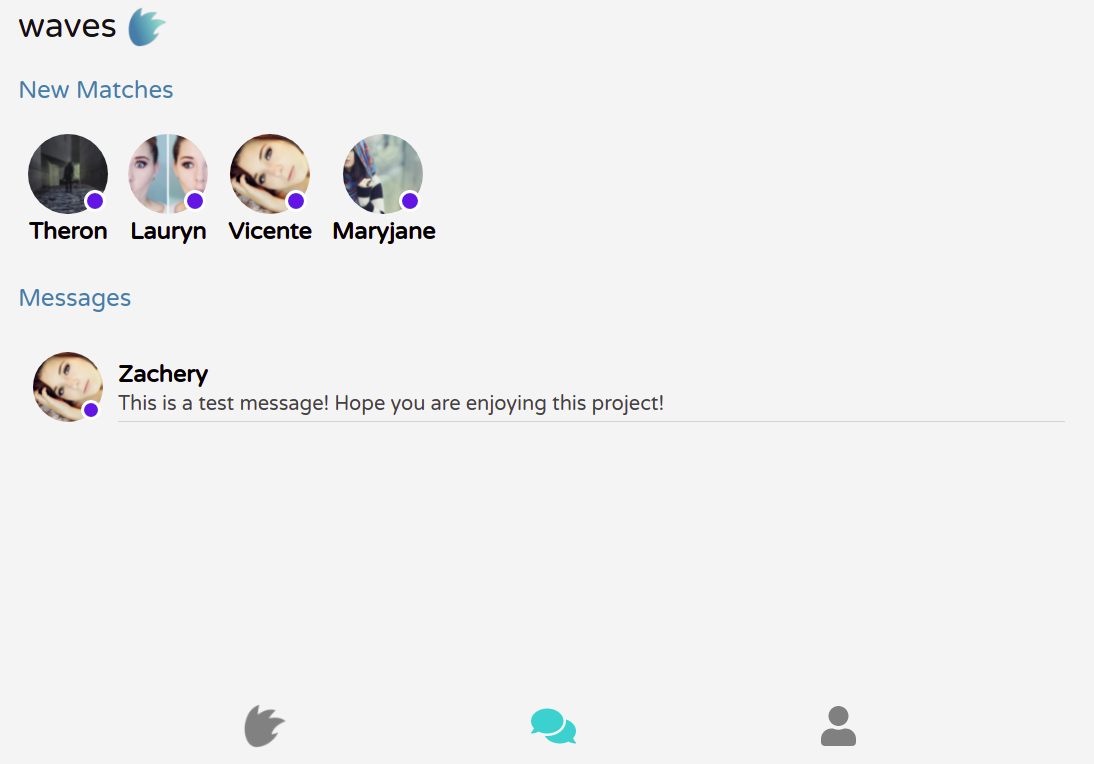 waves
New Matches
Theron Lauryn Vicente Maryjane
Messages
Zachery
This is a test message! Hope you are enjoying this project!